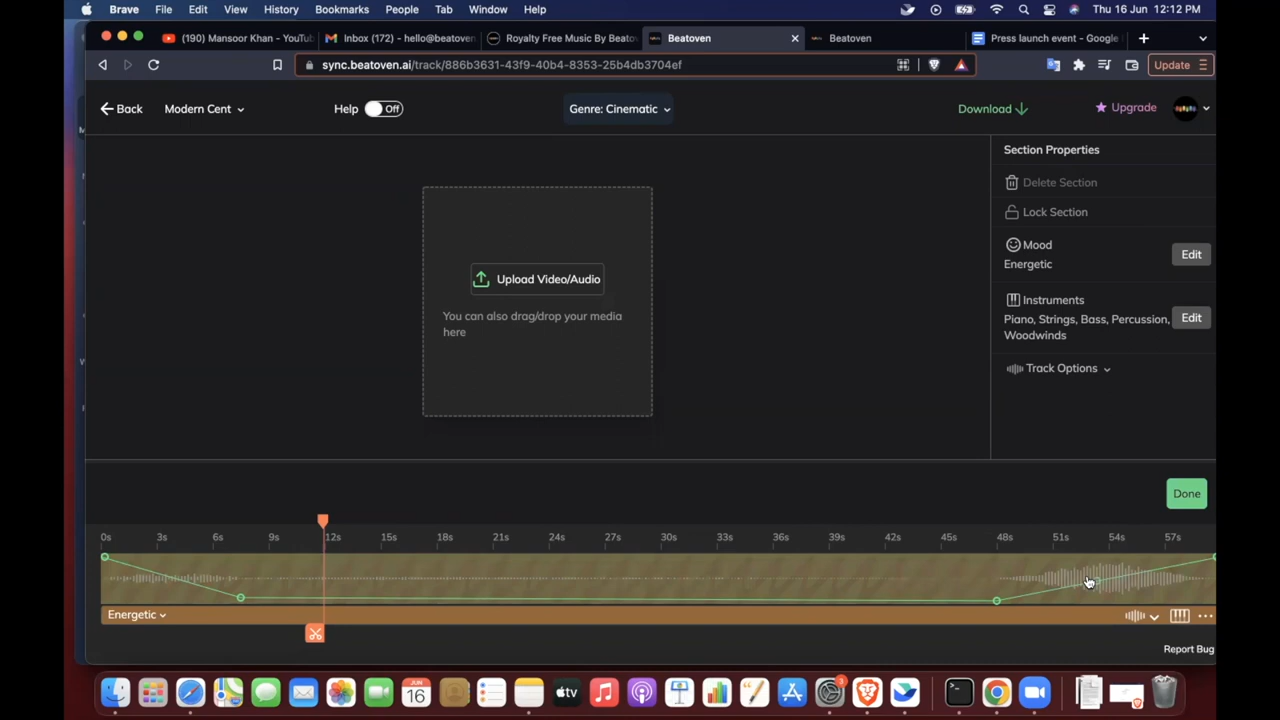 Brave File Edit View History Bookmarks People Tab Window Help Thu 16 Jun 12:12 PM
(190) Mansoor Khan - YouTu Inbox (172) - hello@beatoven Royalty Free Music By Beato Beatoven Beatoven Press launch event - Google
sync.beatoven.ai/track/886b3631-43f9-40b4-8353-25b4db3704ef Update
Back Modern Cent Help Off Genre: Cinematic Download Upgrade
Section Properties
Delete Section
Lock Section
Mood
Energetic
Edit
Instruments
Piano, Strings, Bass, Percussion,
Woodwinds
Edit
Track Options
Upload Video/Audio
You can also drag/drop your media
here
Done
0s 3s 6s 9s 12s 15s 18s 21s 24s 27s 30s 33s 36s 39s 42s 45s 48s 51s 54s 57s
Energetic
Report Bug
JUN
16
tv
3